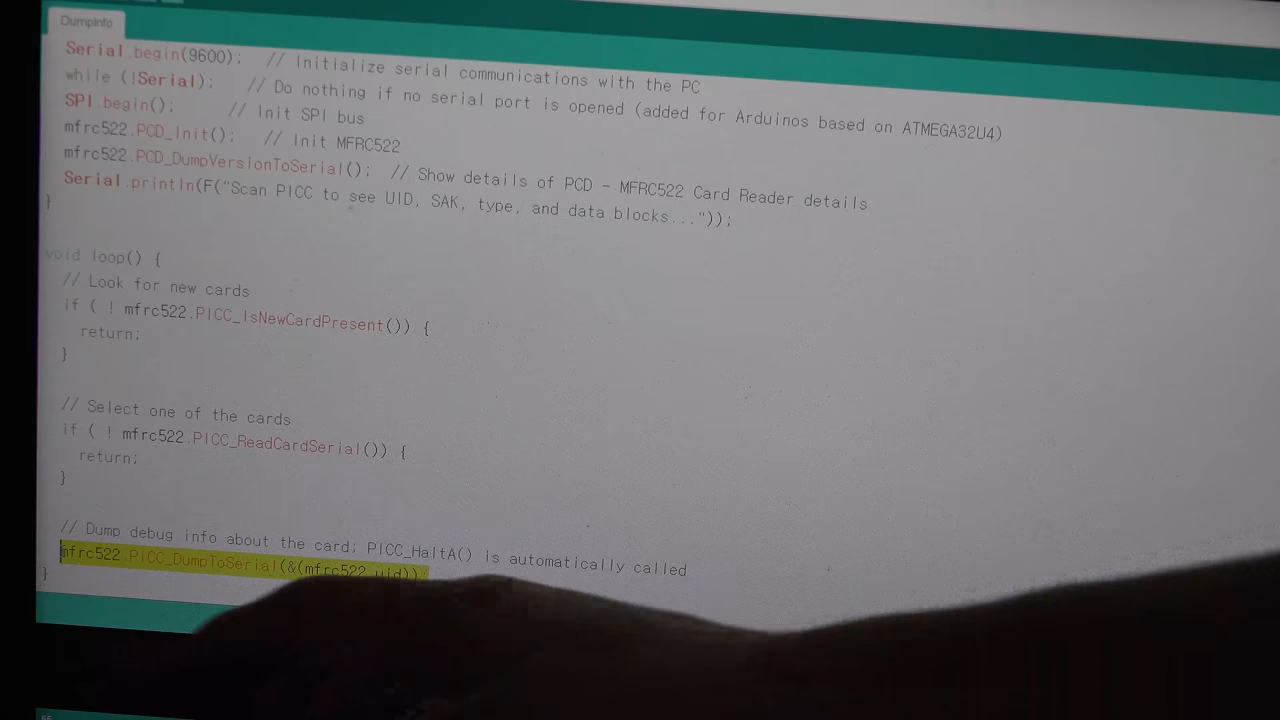 DumpInfo
Serial.begin(9600); // Initialize serial communications with the PC
while (!Serial); // Do nothing if no serial port is opened (added for Arduinos based on ATMEGA32U4)
SPI.begin(); // Init SPI bus
mfrc522.PCD_Init(); // Init MFRC522
mfrc522.PCD_DumpVersionToSerial(); // Show details of PCD - MFRC522 Card Reader details
Serial.println(F("Scan PICC to see UID, SAK, type, and data blocks..."));
}
void loop() {
// Look for new cards
if ( ! mfrc522.PICC_IsNewCardPresent()) {
return;
}
// Select one of the cards
if ( ! mfrc522.PICC_ReadCardSerial()) {
return;
}
// Dump debug info about the card; PICC_HaltA() is automatically called
mfrc522.PICC_DumpToSerial(&(mfrc522.uid));
}